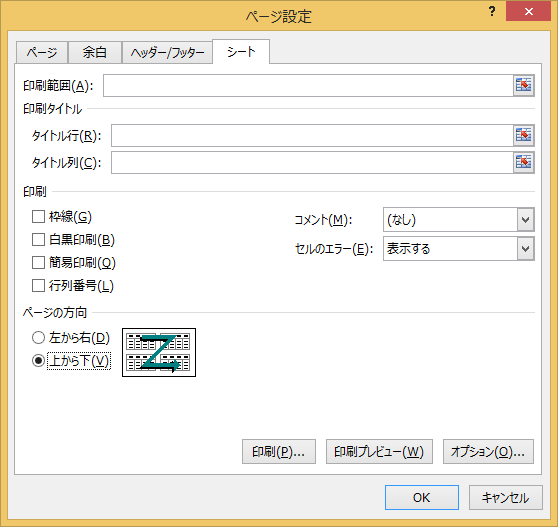 ページ設定
? ×
ページ 余白 ヘッダー/フッター シート
印刷範囲(A):
印刷タイトル
タイトル行(R):
タイトル列(C):
印刷
枠線(G) コメント(M): (なし)
白黒印刷(B) セルのエラー(E): 表示する
簡易印刷(Q)
行列番号(L)
ページの方向
左から右(D)
上から下(V)
印刷(P)... 印刷プレビュー(W) オプション(O)...
OK キャンセル